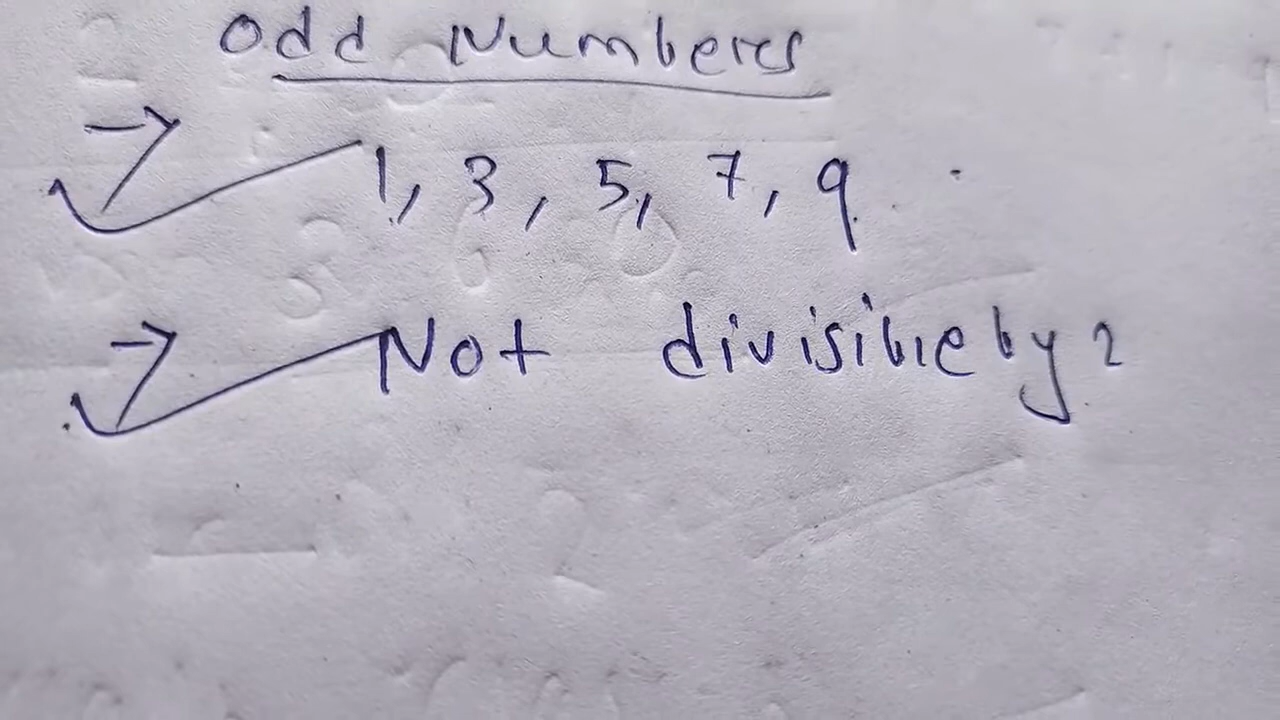 Odd Numbers
→ 1, 3, 5, 7, 9
→ Not divisible by 2